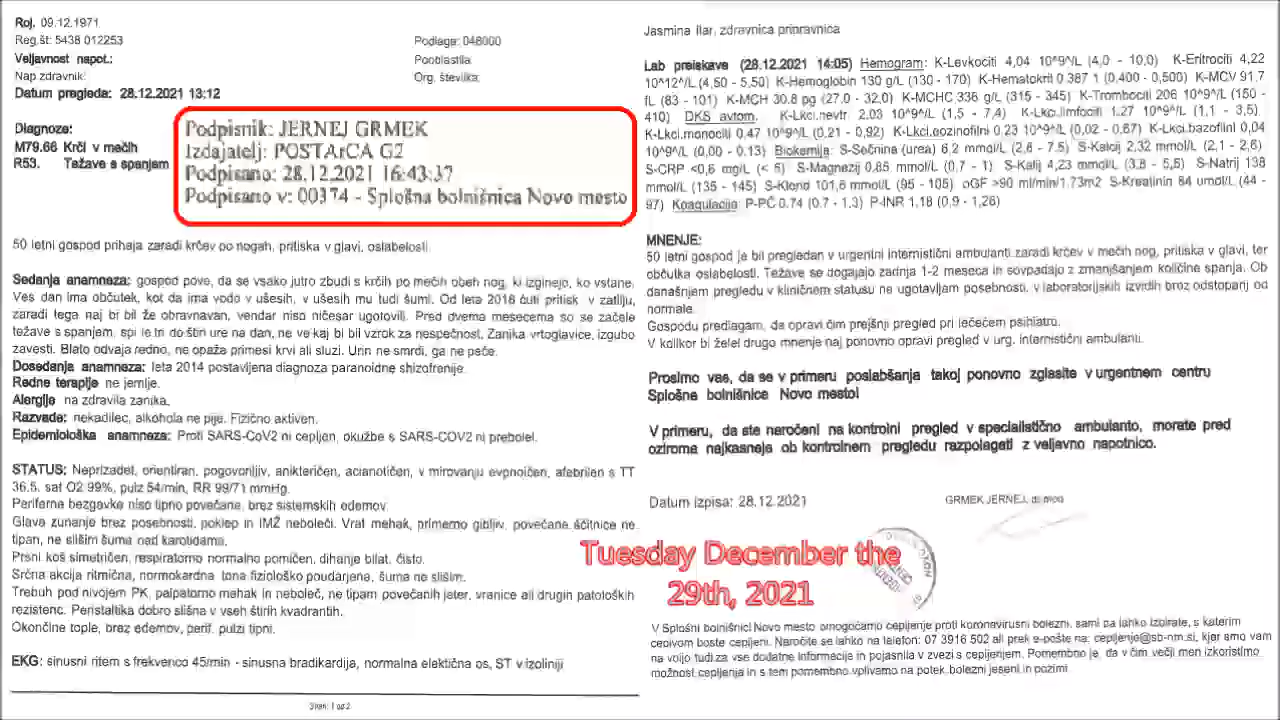 Roj. 09.12.1971
Reg.št: 5438 012253
Veljavnost napot.:
Nap.zdravnik:
Datum pregleda: 28.12.2021 13:12
Podlaga: 048000
Pooblastila:
Org. številka:
Diagnoze:
M79.66 Krči v mečih
R53. Težave s spanjem
Podpisnik: JERNEJ GRMEK
Izdajatelj: POSTArCA G2
Podpisano: 28.12.2021 16:43:37
Podpisano v: 00374 - Splošna bolnišnica Novo mesto
50 letni gospod prihaja zaradi krčev po nogah, pritiska v glavi, oslabelosti.
Sedanja anamneza: gospod pove, da se vsako jutro zbudi s krčih po mečih obeh nog, ki izginejo, ko vstane.
Ves dan ima občutek, kot da ima vodo v ušesih, v ušesih mu tudi šumi. Od leta 2016 čuti pritisk v zatilju,
zaradi tega naj bi bil že obravnavan, vendar niso ničesar ugotovili. Pred dvema mesecema so se začele
težave s spanjem, spi le tri do štiri ure na dan, ne ve kaj bi bil vzrok za nespečnost. Zanika vrtoglavice, izgubo
zavesti. Blato odvaja redno, ne opaža primesi krvi ali sluzi. Urin ne smrdi, ga ne peče.
Dosedanja anamneza: leta 2014 postavljena diagnoza paranoidne shizofrenije.
Redne terapije ne jemlje.
Alergije na zdravila zanika.
Razvade: nekadilec, alkohola ne pije. Fizično aktiven.
Epidemiološka anamneza: Proti SARS-CoV2 ni cepljen, okužbe s SARS-COV2 ni prebolel.
STATUS: Neprizadet, orientiran, pogovorljiv, anikteričen, acianotičen, v mirovanju evpnoičen, afebrilen s TT
36.5, sat O2 99%, pulz 54/min, RR 99/71 mmHg.
Periferne bezgavke niso tipno povečane, brez sistemskih edemov.
Glava zunanje brez posebnosti, poklep in IMŽ neboleči. Vrat mehak, primerno gibljiv, povečane ščitnice ne
tipan, ne slišim šuma nad karotidama.
Prsni koš simetričen, respiratorno normalno pomičen, dihanje bilat. čisto.
Srčna akcija ritmična, normokardna, tona fiziološko poudarjena, šuma ne slišim.
Trebuh pod nivojem PK, palpatorno mehak in neboleč, ne tipam povečanih jeter, vranice ali drugih patoloških
rezistenc. Peristaltika dobro slišna v vseh štirih kvadrantih.
Okončine tople, brez edemov, perif. pulzi tipni.
EKG: sinusni ritem s frekvenco 45/min - sinusna bradikardija, normalna elektična os, ST v izoliniji
Stran: 1 od 2
Jasmina Ilar, zdravnica pripravnica
Lab preiskave (28.12.2021 14:05) Hemogram: K-Levkociti 4,04 10^9^/L (4,0 - 10,0) K-Eritrociti 4,22
10^12^/L (4,50 - 5,50) K-Hemoglobin 130 g/L (130 - 170) K-Hematokrit 0.387 1 (0,400 - 0,500) K-MCV 91.7
fL (83 - 101) K-MCH 30.8 pg (27.0 - 32,0) K-MCHC 336 g/L (315 - 345) K-Trombociti 206 10^9^/L (150 -
410) DKS avtom. K-Lkci.nevtr 2.03 10^9^/L (1,5 - 7,4) K-Lkci.limfociti 1.27 10^9^/L (1,1 - 3,5)
K-Lkci.monociti 0.47 10^9^/L (0,21 - 0,92) K-Lkci.eozinofilni 0.23 10^9^/L (0,02 - 0,67) K-Lkci.bazofilni 0,04
10^9^/L (0,00 - 0.13) Biokemija: S-Sečnina (urea) 6,2 mmol/L (2,8 - 7.5) S-Kalcij 2,32 mmol/L (2,1 - 2,6)
S-CRP <0,6 mg/L (< 5) S-Magnezij 0.85 mmol/L (0,7 - 1) S-Kalij 4,23 mmol/L (3,8 - 5,5) S-Natrij 138
mmol/L (135 - 145) S-Klorid 101,6 mmol/L (95 - 105) oGF >90 ml/min/1.73m2 S-Kreatinin 84 umol/L (44 -
97) Koagulacija: P-PČ 0.74 (0.7 - 1.3) P-INR 1,18 (0,9 - 1,26)
MNENJE:
50 letni gospod je bil pregledan v urgentni internistični ambulanti zaradi krčev v mečih nog, pritiska v glavi, ter
občutka oslabelosti. Težave se dogajajo zadnja 1-2 meseca in sovpadajo z zmanjšanjem količine spanja. Ob
današnjem pregledu v kliničnem statusu ne ugotavljam posebnosti, v laboratorijskih izvidih brez odstopanj od
normale.
Gospodu predlagam, da opravi čim prejšnji pregled pri lečečem psihiatru.
V kolikor bi želel drugo mnenje naj ponovno opravi pregled v urg. internistični ambulanti.
Prosimo vas, da se v primeru poslabšanja takoj ponovno zglasite v urgentnem centru
Splošne bolnišnice Novo mesto!
V primeru, da ste naročeni na kontrolni pregled v specialistično ambulanto, morate pred
oziroma najkasneje ob kontrolnem pregledu razpolagati z veljavno napotnico.
Datum izpisa: 28.12.2021
GRMEK JERNEJ, dr.med
Tuesday December the
29th, 2021
V Splošni bolnišnici Novo mesto omogočamo cepljenje proti koronavirusni bolezni, sami pa lahko izbirate, s katerim
cepivom boste cepljeni. Naročite se lahko na telefon: 07 3916 502 ali prek e-pošte na: cepljenje@sb-nm.si, kjer smo vam
na voljo tudi za vse dodatne informacije in pojasnila v zvezi s cepljenjem. Pomembno je, da v čim večji meri izkoristimo
možnost cepljenja in s tem pomembno vplivamo na potek bolezni jeseni in pozimi.